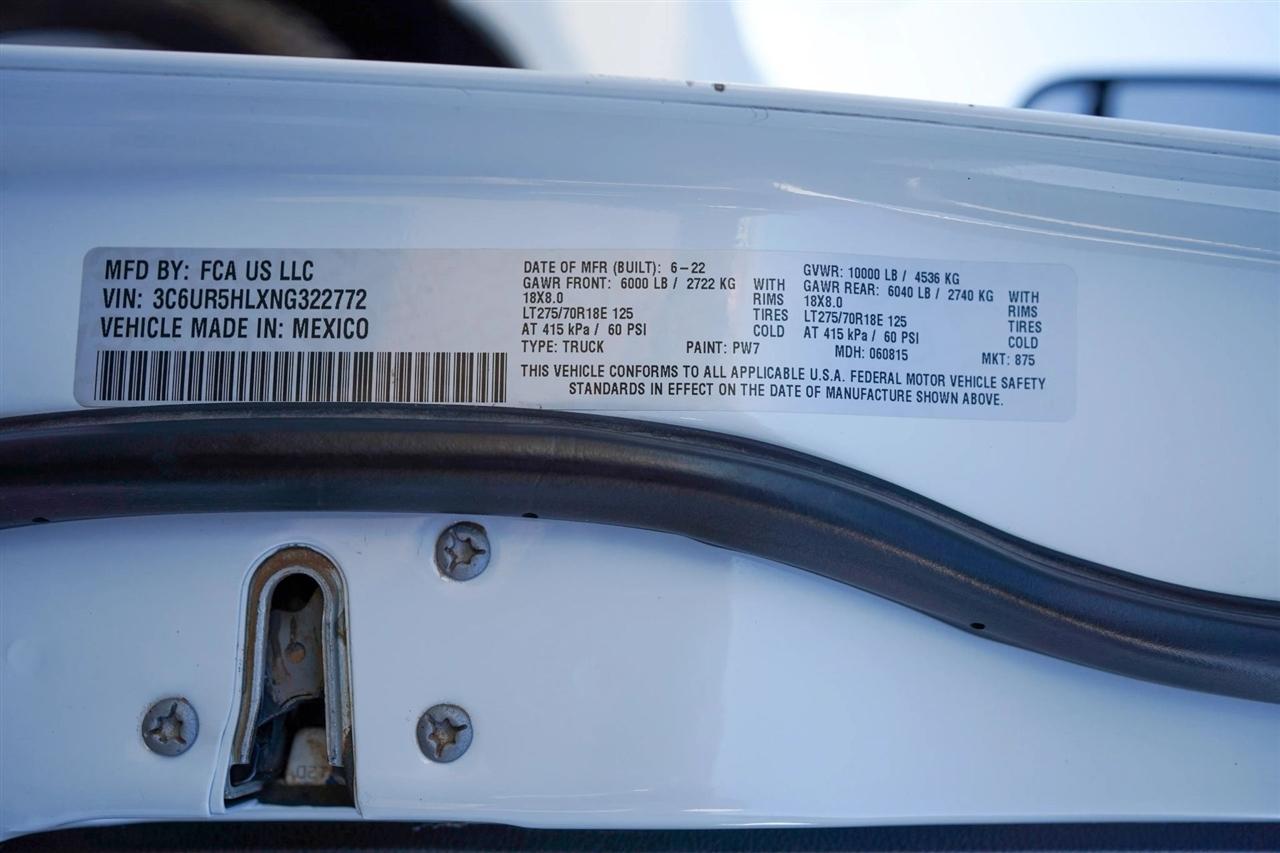 MFD BY: FCA US LLC
VIN: 3C6UR5HLXNG322772
VEHICLE MADE IN: MEXICO
DATE OF MFR (BUILT): 6-22
GAWR FRONT: 6000 LB / 2722 KG WITH
18X8.0 RIMS
LT275/70R18E 125 TIRES
AT 415 kPa / 60 PSI COLD
TYPE: TRUCK PAINT: PW7
GVWR: 10000 LB / 4536 KG
GAWR REAR: 6040 LB / 2740 KG WITH
18X8.0 RIMS
LT275/70R18E 125 TIRES
AT 415 kPa / 60 PSI COLD
MDH: 060815 MKT: 875
THIS VEHICLE CONFORMS TO ALL APPLICABLE U.S.A. FEDERAL MOTOR VEHICLE SAFETY
STANDARDS IN EFFECT ON THE DATE OF MANUFACTURE SHOWN ABOVE.